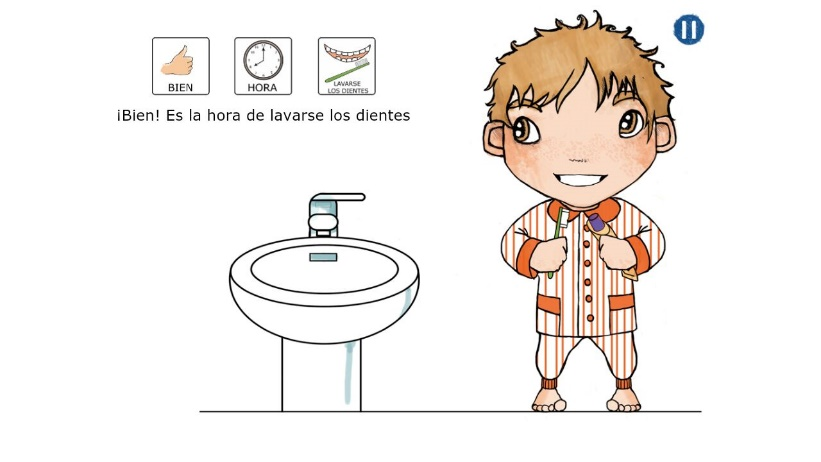 BIEN
HORA
LAVARSE
LOS DIENTES
¡Bien! Es la hora de lavarse los dientes